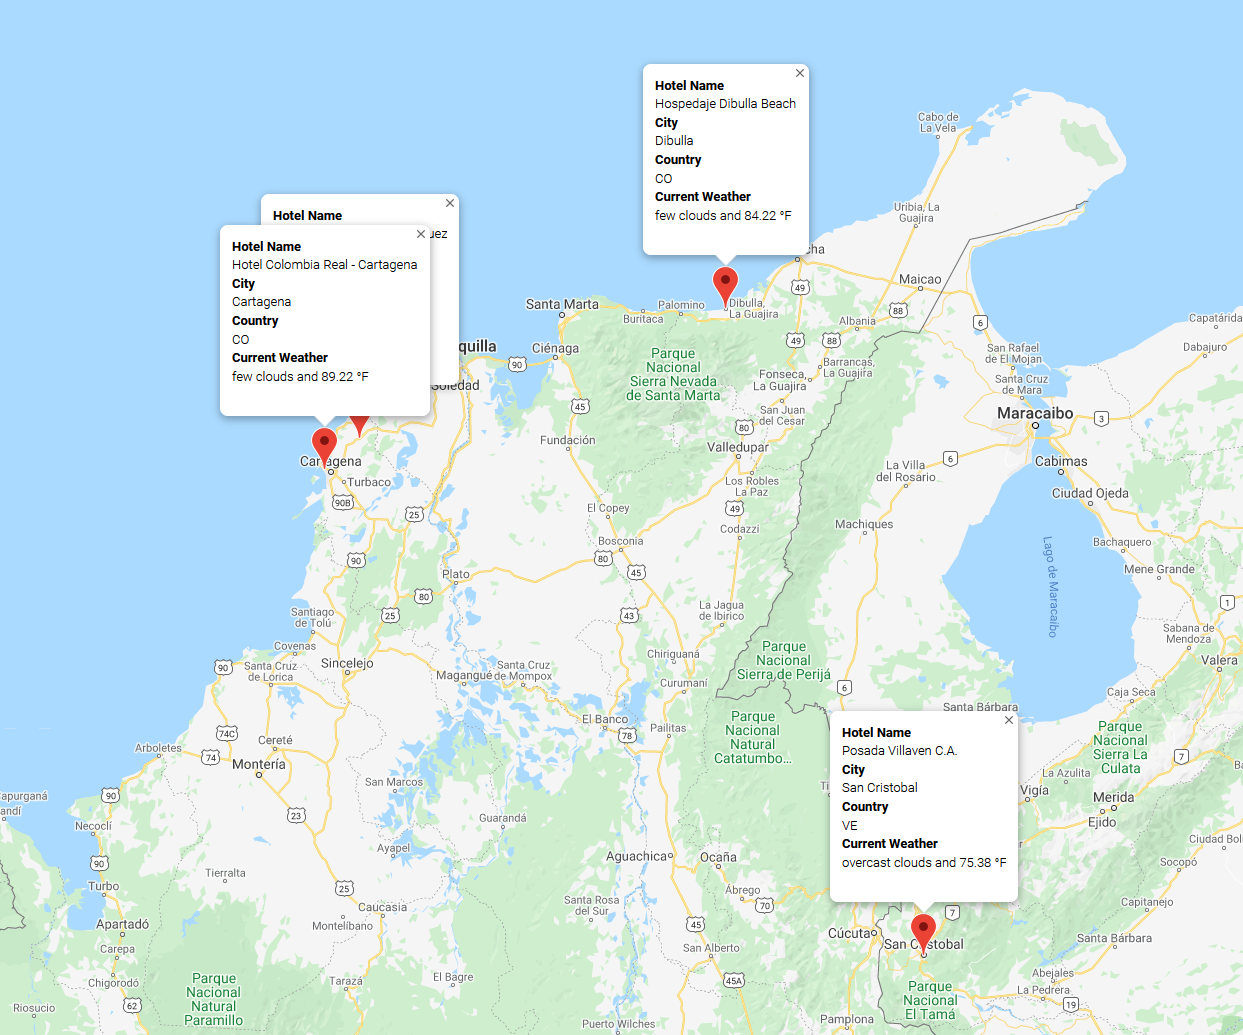 Hotel Name
Hospedaje Dibulla Beach
City
Dibulla
Country
CO
Current Weather
few clouds and 84.22 °F
Hotel Name
Hotel Name
Hotel Colombia Real - Cartagena
City
Cartagena
Country
CO
Current Weather
few clouds and 89.22 °F
Hotel Name
Posada Villaven C.A.
City
San Cristobal
Country
VE
Current Weather
overcast clouds and 75.38 °F
Cabo de
La Vela
Uribia, La
Guajira
Maicao
49
88
Albania
6
Capatárida
Dabajuro
Santa Marta
Buritaca
Palomino
Dibulla,
La Guajira
Ciénaga
90
Soledad
Parque
Nacional
Sierra Nevada
de Santa Marta
49
88
Barrancas,
La Guajira
Fonseca,
La Guajira
San Juan
del Cesar
San Rafael
de El Mojan
Santa Cruz
de Mara
Maracaibo
3
45
80
Fundación
Valledupar
La Villa
del Rosario
6
Cabimas
Ciudad Ojeda
Cartagena
Turbaco
90B
25
Los Robles
La Paz
El Copey
49
Codazzi
Machiques
Bachaquero
Mene Grande
Lago de Maracaibo
90
Bosconia
80
45
Plato
80
25
43
La Jagua
de Ibirico
1
Santiago
de Tolú
Covenas
Sincelejo
90
Santa Cruz
de Lorica
Magangué
Santa Cruz
de Mompox
Chiriguaná
Curumaní
Parque
Nacional
Sierra de Perijá
6
Sabana de
Mendoza
Valera
Caja Seca
Santa Bárbara
El Banco
78
Pailitas
Parque
Nacional
Natural
Catatumbo...
Parque
Nacional
Sierra La
Culata
7
74C
74
Arboletes
Cereté
Montería
San Marcos
La Azulita
Vigía
Merida
Ejido
Capurganá
90
Necoclí
23
Guarandá
Ayapel
Aguachica
Ocaña
Ciudad Bol
Socopó
90
Turbo
Tierralta
25
Caucasia
Montelíbano
Santa Rosa
del Sur
Ábrego
70
Capitanejo
Apartadó
Carepa
45
San Alberto
Cúcuta
7
San Cristobal
Santa Bárbara
Chigorodó
62
Riosucio
Parque
Nacional
Natural
Paramillo
Tarazá
El Bagre
45A
Puerto Wilches
Pamplona
Parque
Nacional
El Tamá
Abejales
La Pedrera
19